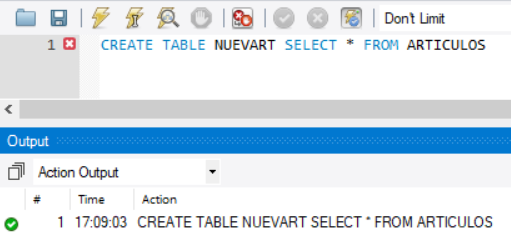 Don't Limit
1 CREATE TABLE NUEVART SELECT * FROM ARTICULOS
Output
Action Output
# Time Action
1 17:09:03 CREATE TABLE NUEVART SELECT * FROM ARTICULOS